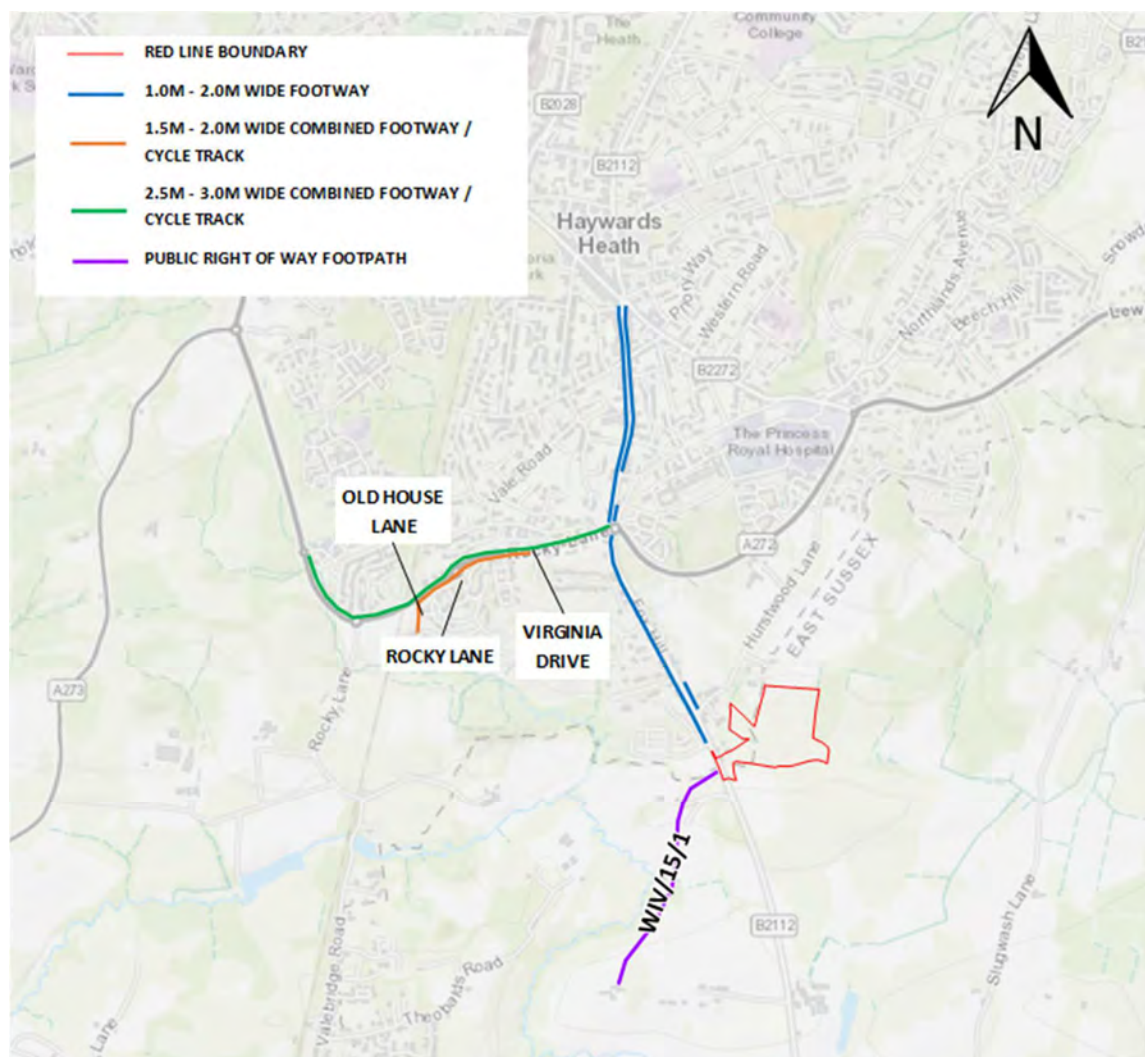 RED LINE BOUNDARY
1.0M - 2.0M WIDE FOOTWAY
1.5M - 2.0M WIDE COMBINED FOOTWAY /
CYCLE TRACK
2.5M - 3.0M WIDE COMBINED FOOTWAY /
CYCLE TRACK
PUBLIC RIGHT OF WAY FOOTPATH
The
Heath
Community
College
N
B2028
B2112
Haywards
Heath
Priory Way
Western Road
Northlands Avenue
Beech Hill
B2272
The Princess
Royal Hospital
Vale Road
OLD HOUSE
LANE
ROCKY LANE
VIRGINIA
DRIVE
A272
Hurstwood Lane
EAST SUSSEX
Fox Hill
A273
Rocky Lane
WIV/15/1
B2112
Slugwash Lane
Valebridge Road
Theobalds Road
Lane